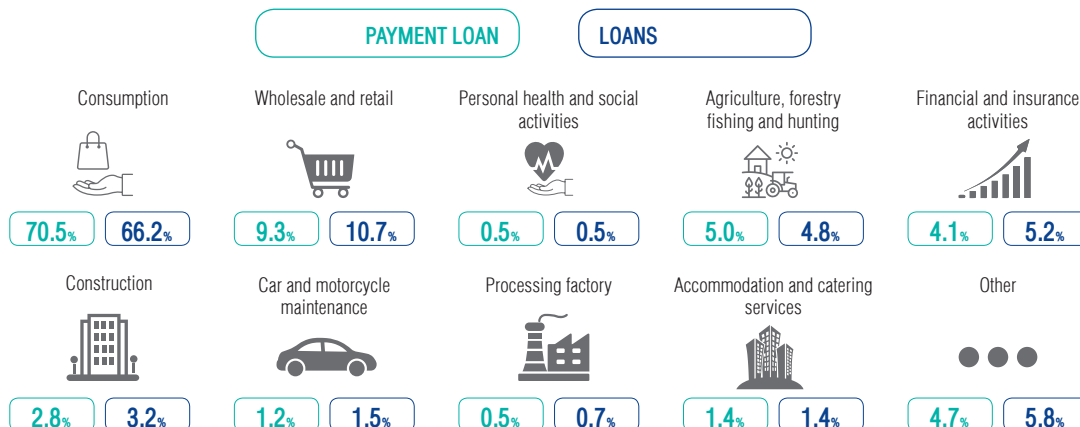 PAYMENT LOAN
LOANS
Consumption
70.5%
66.2%
Wholesale and retail
9.3%
10.7%
Personal health and social
activities
0.5%
0.5%
Agriculture, forestry
fishing and hunting
5.0%
4.8%
Financial and insurance
activities
4.1%
5.2%
Construction
2.8%
3.2%
Car and motorcycle
maintenance
1.2%
1.5%
Processing factory
0.5%
0.7%
Accommodation and catering
services
1.4%
1.4%
Other
4.7%
5.8%